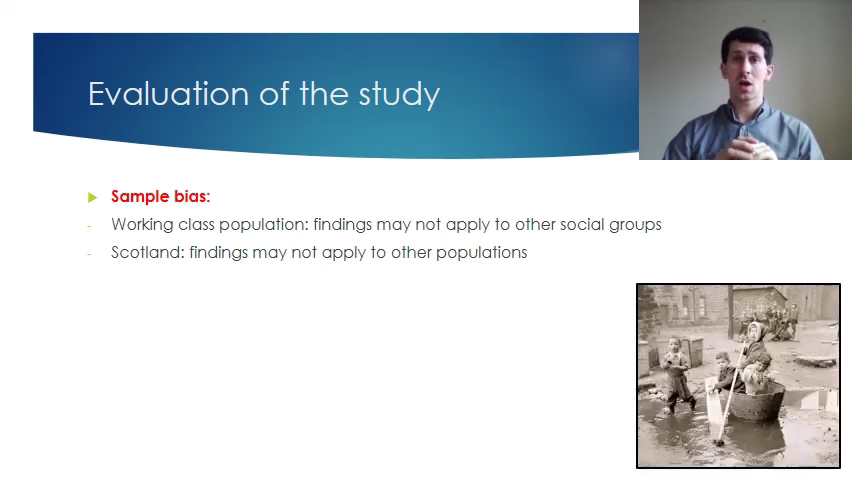 Evaluation of the study
Sample bias:
- Working class population: findings may not apply to other social groups
- Scotland: findings may not apply to other populations